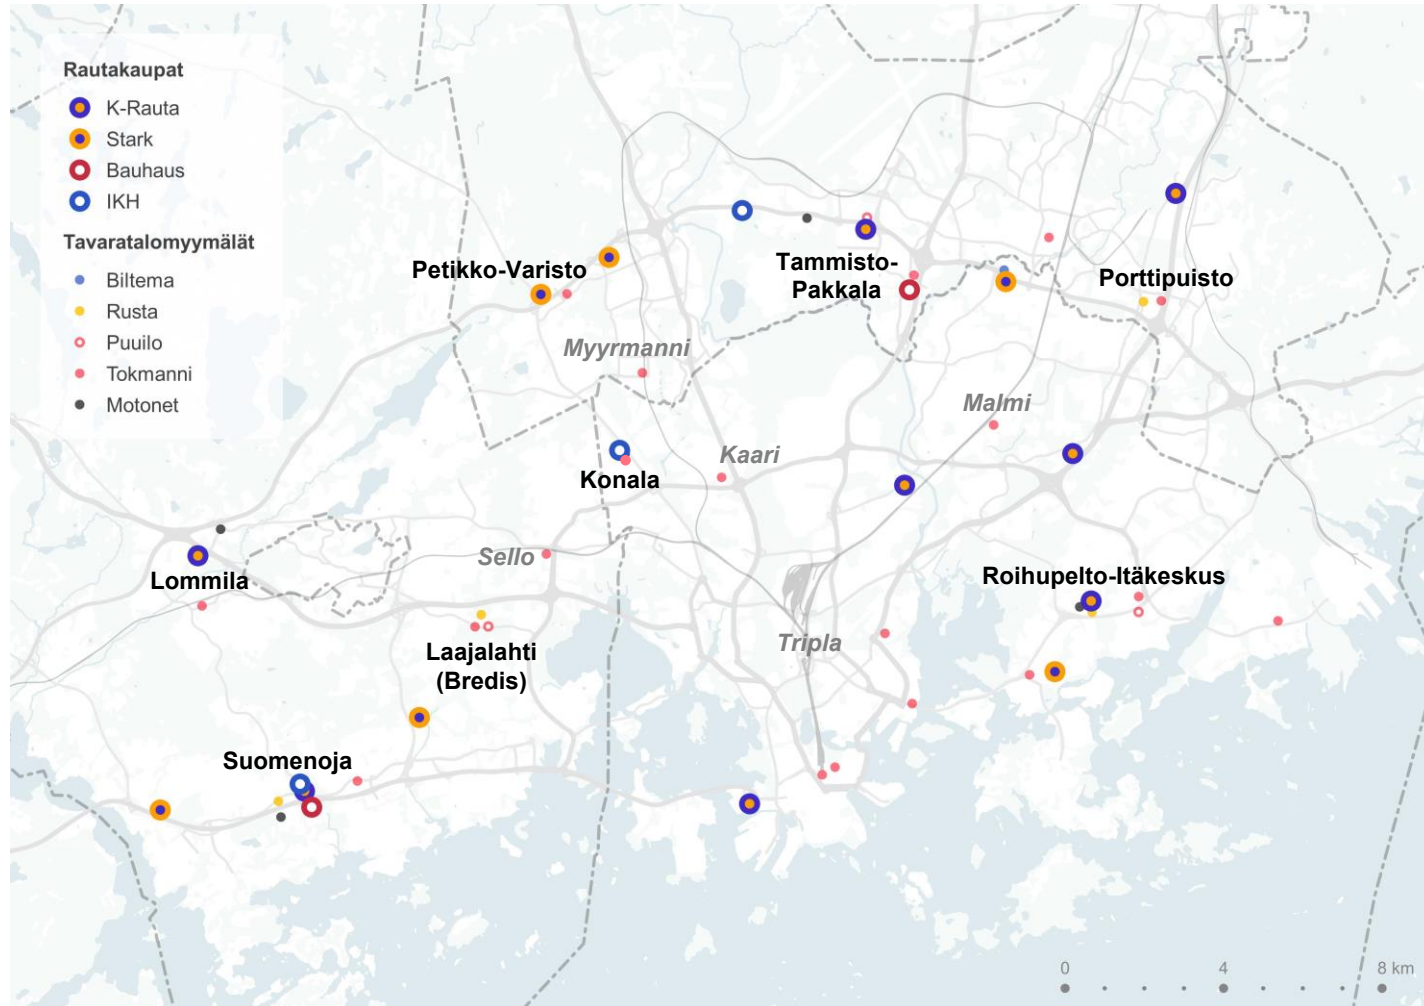 Rautakaupat
K-Rauta
Stark
Bauhaus
IKH
Tavaratalomyymälät
Biltema
Rusta
Puuilo
Tokmanni
Motonet
Petikko-Varisto
Tammisto-
Pakkala
Porttipuisto
Myyrmanni
Malmi
Kaari
Konala
Sello
Lommila
Roihupelto-Itäkeskus
Laajalahti
(Bredis)
Tripla
Suomenoja
0 4 8 km